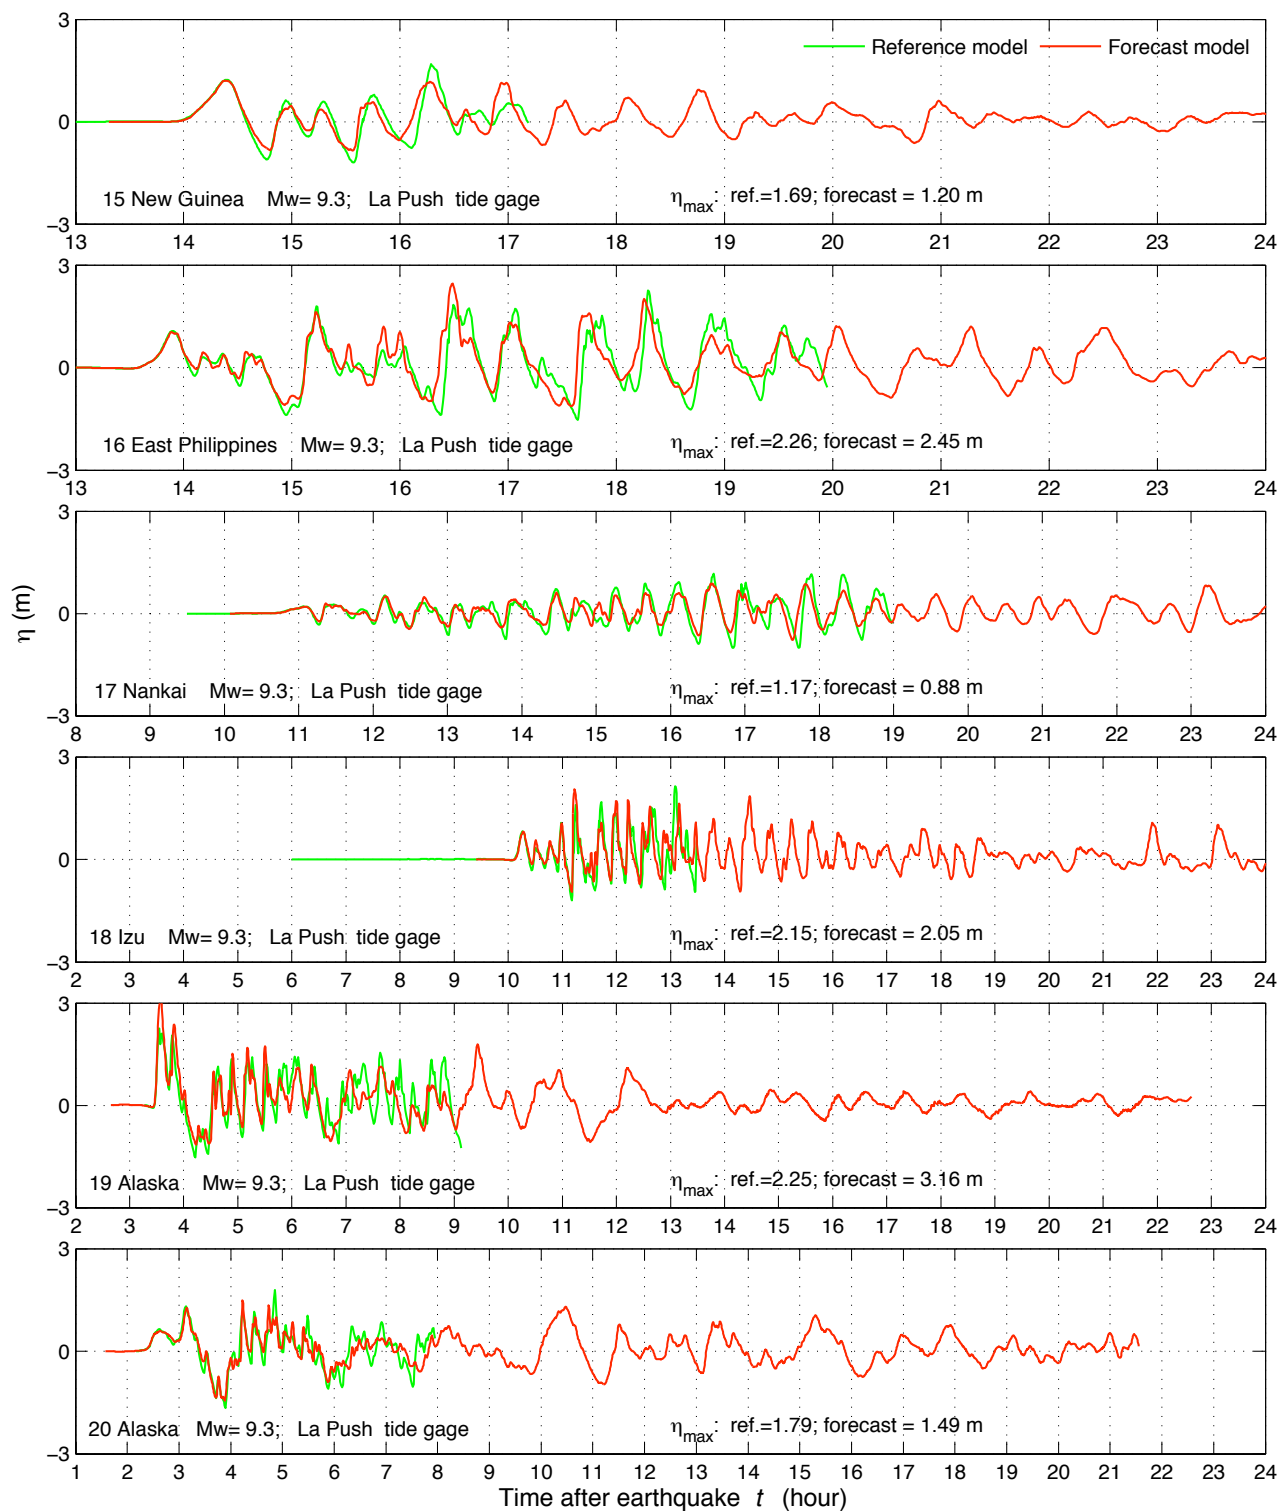 3
Reference model Forecast model
0
15 New Guinea Mw= 9.3; La Push tide gage ηmax: ref.=1.69; forecast = 1.20 m
−3
13 14 15 16 17 18 19 20 21 22 23 24
3
0
16 East Philippines Mw= 9.3; La Push tide gage ηmax: ref.=2.26; forecast = 2.45 m
−3
13 14 15 16 17 18 19 20 21 22 23 24
3
0
η (m)
17 Nankai Mw= 9.3; La Push tide gage ηmax: ref.=1.17; forecast = 0.88 m
−3
8 9 10 11 12 13 14 15 16 17 18 19 20 21 22 23 24
3
0
18 Izu Mw= 9.3; La Push tide gage ηmax: ref.=2.15; forecast = 2.05 m
−3
2 3 4 5 6 7 8 9 10 11 12 13 14 15 16 17 18 19 20 21 22 23 24
3
0
19 Alaska Mw= 9.3; La Push tide gage ηmax: ref.=2.25; forecast = 3.16 m
−3
2 3 4 5 6 7 8 9 10 11 12 13 14 15 16 17 18 19 20 21 22 23 24
3
0
20 Alaska Mw= 9.3; La Push tide gage ηmax: ref.=1.79; forecast = 1.49 m
−3
1 2 3 4 5 6 7 8 9 10 11 12 13 14 15 16 17 18 19 20 21 22 23 24
Time after earthquake t (hour)